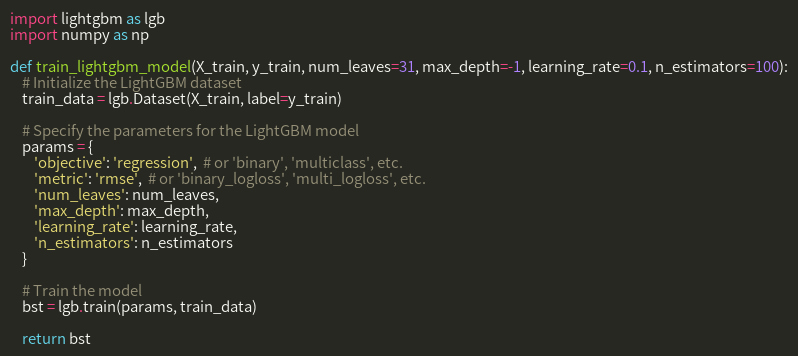 import lightgbm as lgb
import numpy as np
def train_lightgbm_model(X_train, y_train, num_leaves=31, max_depth=-1, learning_rate=0.1, n_estimators=100):
# Initialize the LightGBM dataset
train_data = lgb.Dataset(X_train, label=y_train)
# Specify the parameters for the LightGBM model
params = {
'objective': 'regression',  # or 'binary', 'multiclass', etc.
'metric': 'rmse',  # or 'binary_logloss', 'multi_logloss', etc.
'num_leaves': num_leaves,
'max_depth': max_depth,
'learning_rate': learning_rate,
'n_estimators': n_estimators
}
# Train the model
bst = lgb.train(params, train_data)
return bst